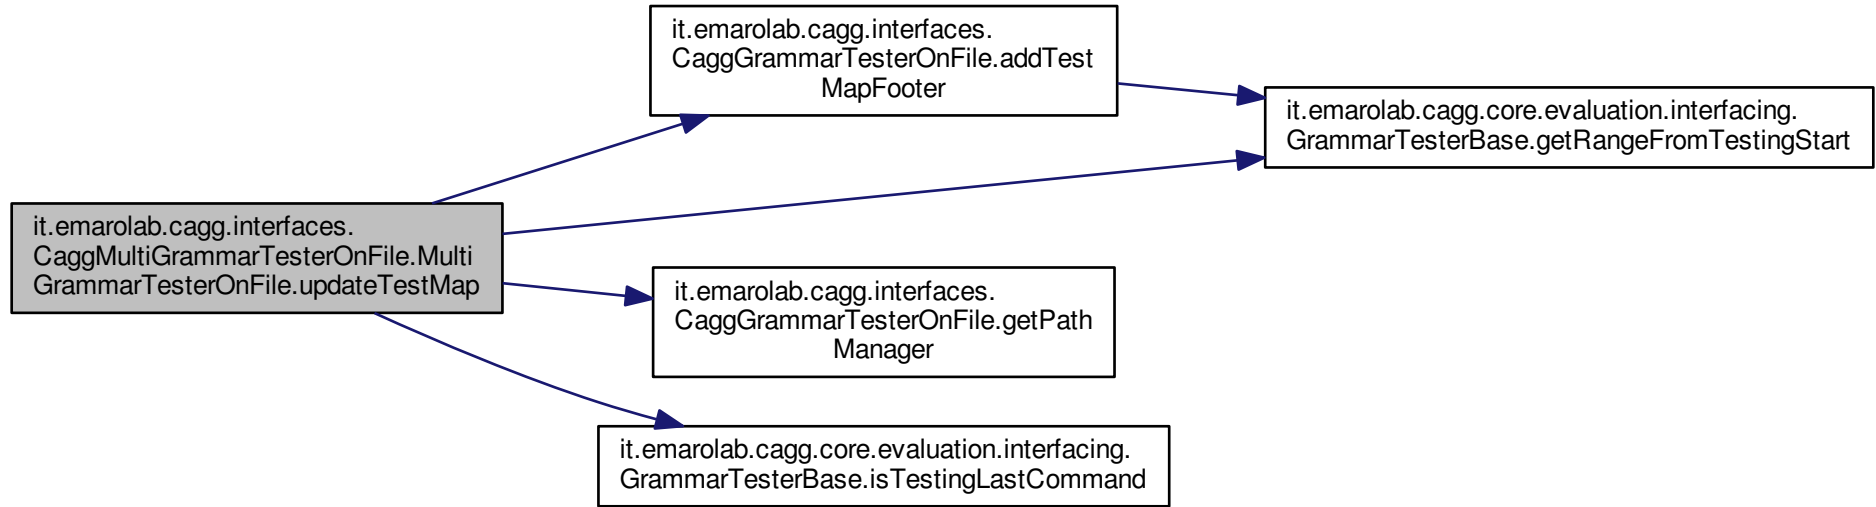 it.emarolab.cagg.interfaces.
CaggGrammarTesterOnFile.addTest
MapFooter
it.emarolab.cagg.core.evaluation.interfacing.
GrammarTesterBase.getRangeFromTestingStart
it.emarolab.cagg.interfaces.
CaggMultiGrammarTesterOnFile.Multi
GrammarTesterOnFile.updateTestMap
it.emarolab.cagg.interfaces.
CaggGrammarTesterOnFile.getPath
Manager
it.emarolab.cagg.core.evaluation.interfacing.
GrammarTesterBase.isTestingLastCommand